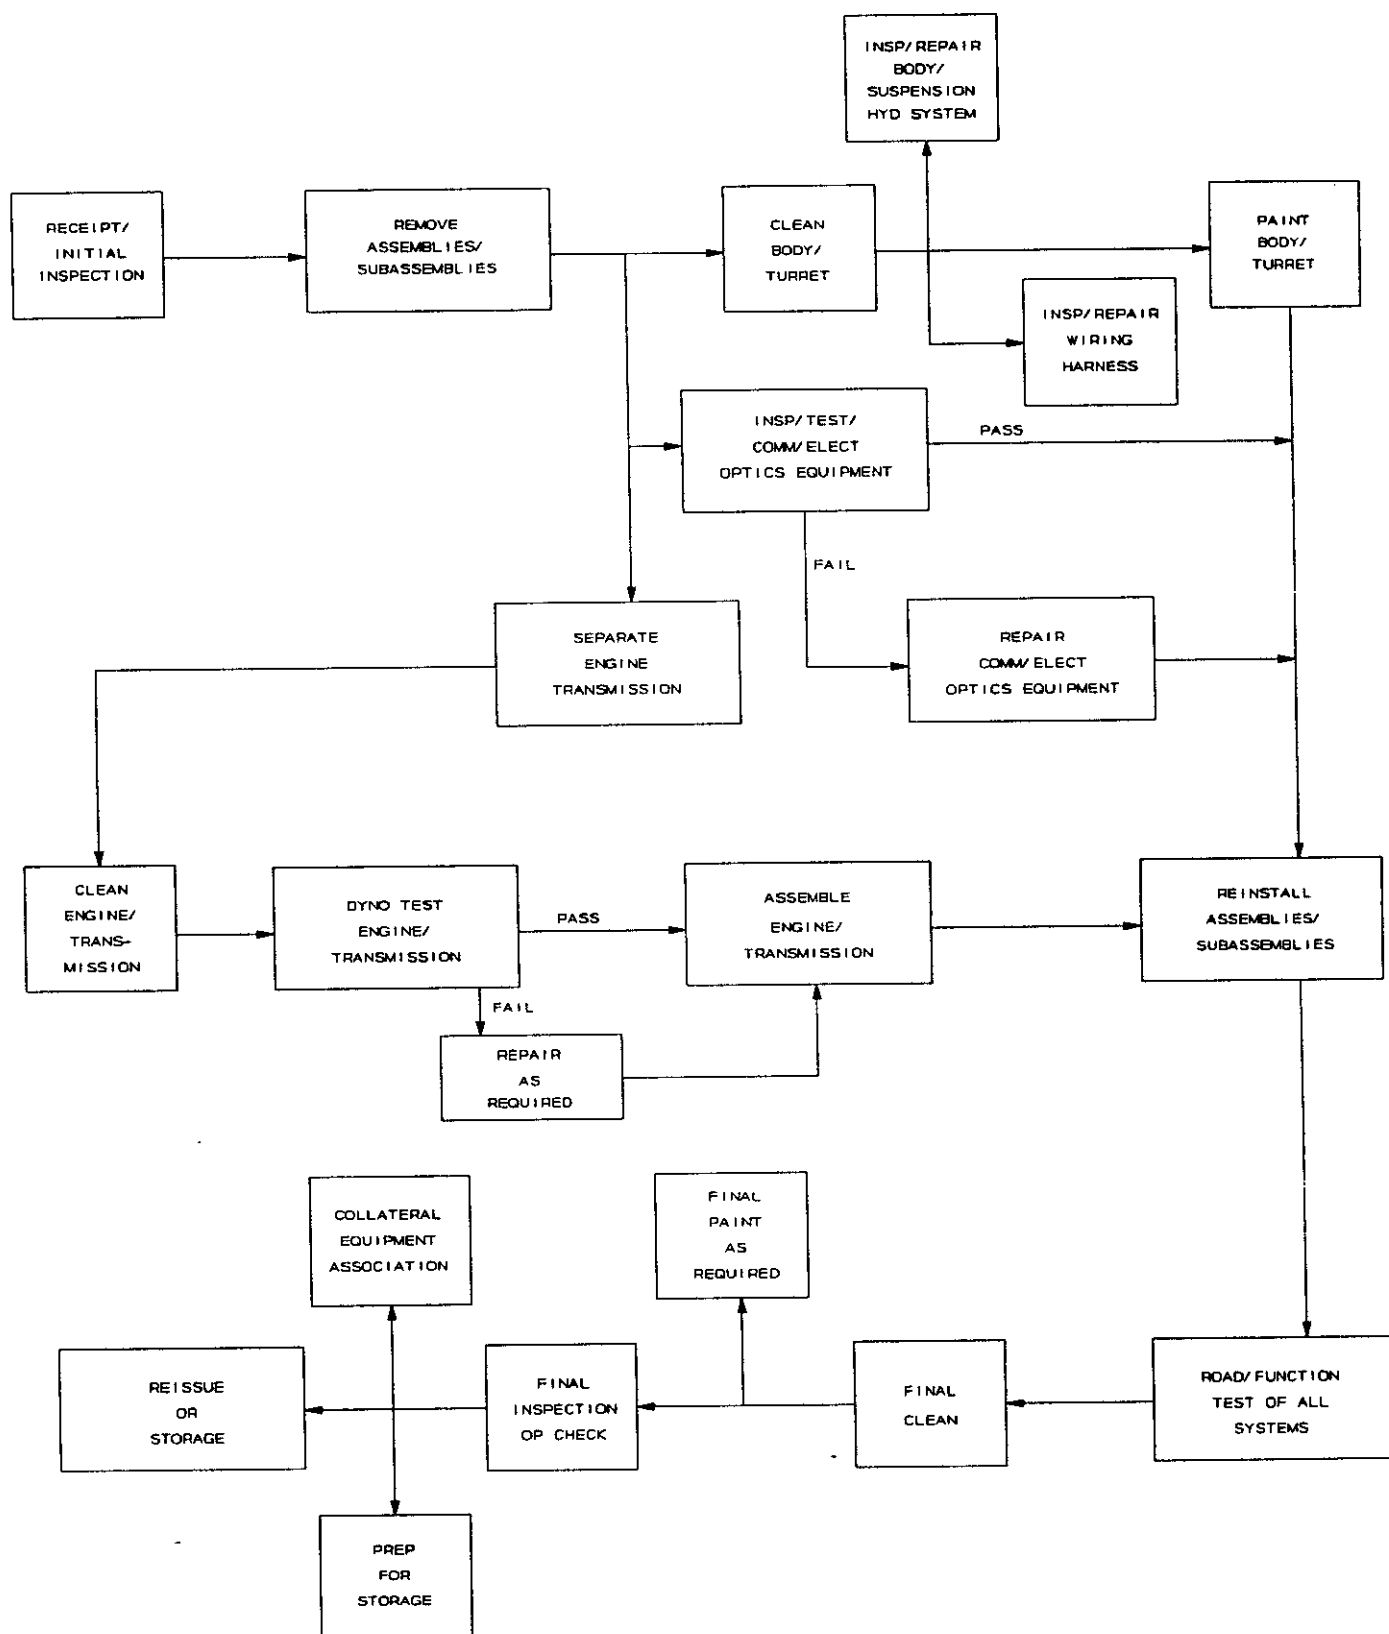 INSP/REPAIR
BODY/
SUSPENSION
HYD SYSTEM
RECEIPT/
INITIAL
INSPECTION
REMOVE
ASSEMBLIES/
SUBASSEMBLIES
CLEAN
BODY/
TURRET
PAINT
BODY/
TURRET
INSP/REPAIR
WIRING
HARNESS
INSP/TEST/
COMM/ELECT
OPTICS EQUIPMENT
PASS
FAIL
SEPARATE
ENGINE
TRANSMISSION
REPAIR
COMM/ELECT
OPTICS EQUIPMENT
CLEAN
ENGINE/
TRANS-
MISSION
DYNO TEST
ENGINE/
TRANSMISSION
PASS
ASSEMBLE
ENGINE/
TRANSMISSION
REINSTALL
ASSEMBLIES/
SUBASSEMBLIES
FAIL
REPAIR
AS
REQUIRED
COLLATERAL
EQUIPMENT
ASSOCIATION
FINAL
PAINT
AS
REQUIRED
REISSUE
OR
STORAGE
FINAL
INSPECTION
OP CHECK
FINAL
CLEAN
ROAD/FUNCTION
TEST OF ALL
SYSTEMS
PREP
FOR
STORAGE